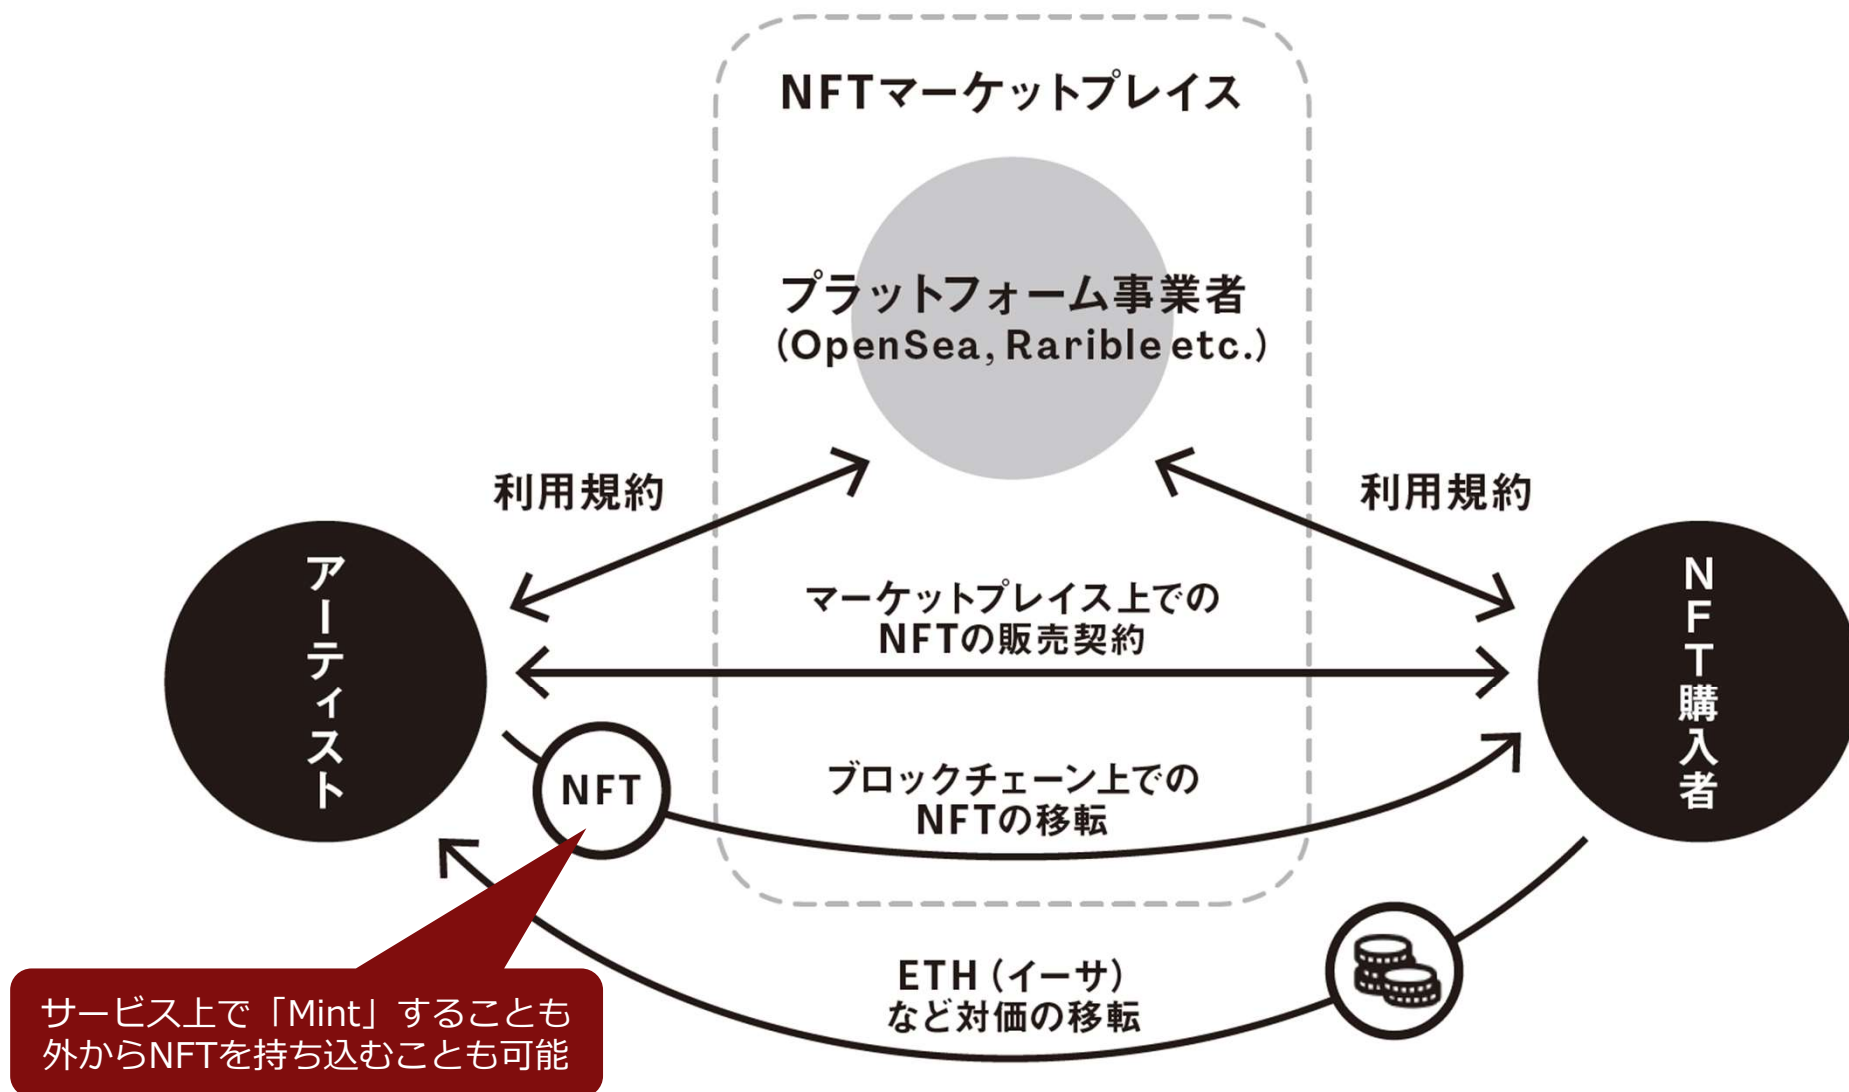 NFTマーケットプレイス
プラットフォーム事業者
(OpenSea, Rarible etc.)
利用規約
利用規約
アーティスト
NFT購入者
マーケットプレイス上での
NFTの販売契約
NFT
ブロックチェーン上での
NFTの移転
ETH(イーサ)
など対価の移転
サービス上で「Mint」することも
外からNFTを持ち込むことも可能